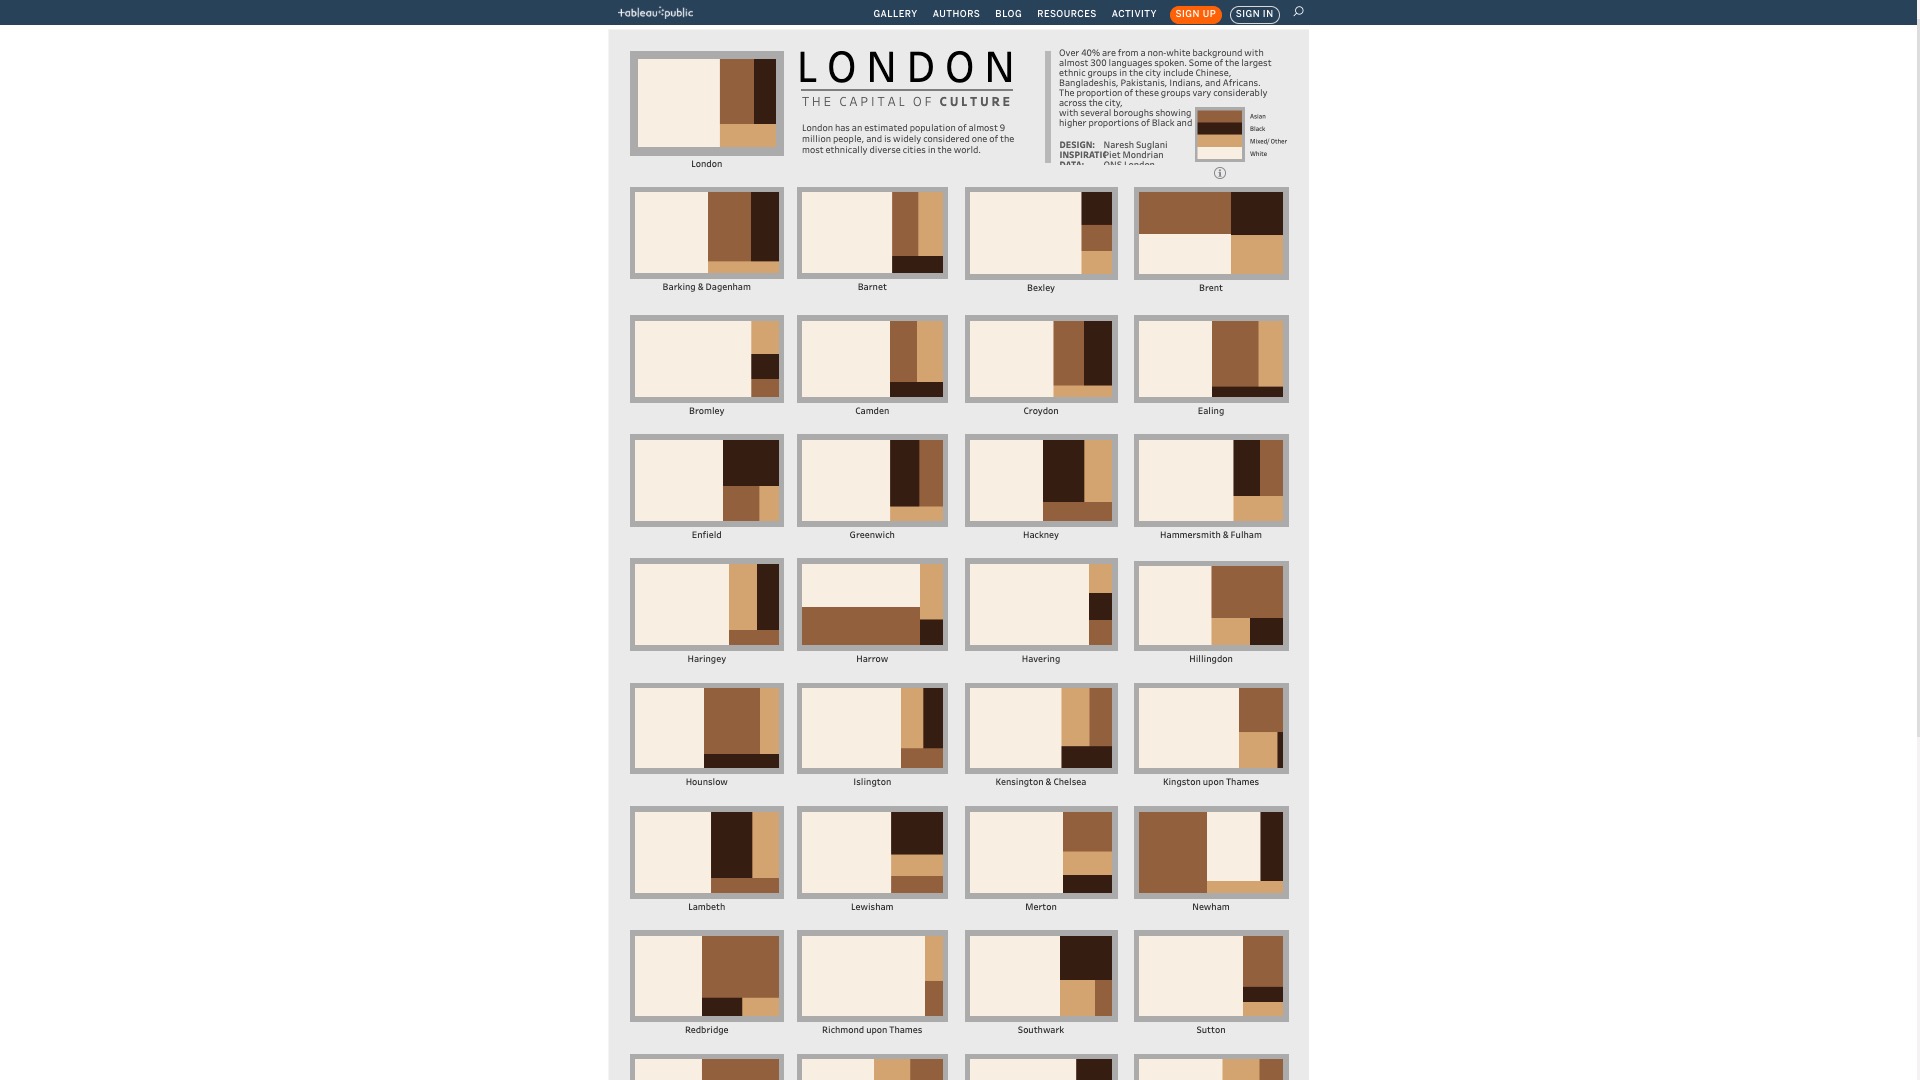 +ableau public
GALLERY
AUTHORS
BLOG
RESOURCES
ACTIVITY
SIGN UP
SIGN IN
LONDON
THE CAPITAL OF CULTURE
London has an estimated population of almost 9
million people, and is widely considered one of the
most ethnically diverse cities in the world.
Over 40% are from a non-white background with
almost 300 languages spoken. Some of the largest
ethnic groups in the city include Chinese,
Bangladeshis, Pakistanis, Indians, and Africans.
The proportion of these groups vary considerably
across the city,
with several boroughs showing
higher proportions of Black and
DESIGN: Naresh Suglani
INSPIRATI Piet Mondrian
DATA: ONS London
Asian
Black
Mixed/ Other
White
London
Barking & Dagenham
Barnet
Bexley
Brent
Bromley
Camden
Croydon
Ealing
Enfield
Greenwich
Hackney
Hammersmith & Fulham
Haringey
Harrow
Havering
Hillingdon
Hounslow
Islington
Kensington & Chelsea
Kingston upon Thames
Lambeth
Lewisham
Merton
Newham
Redbridge
Richmond upon Thames
Southwark
Sutton